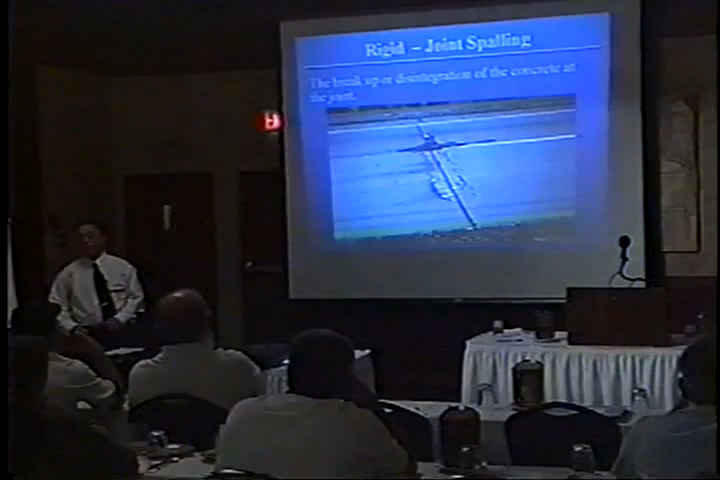 Rigid – Joint Spalling
The break up or disintegration of the concrete at
the joint.